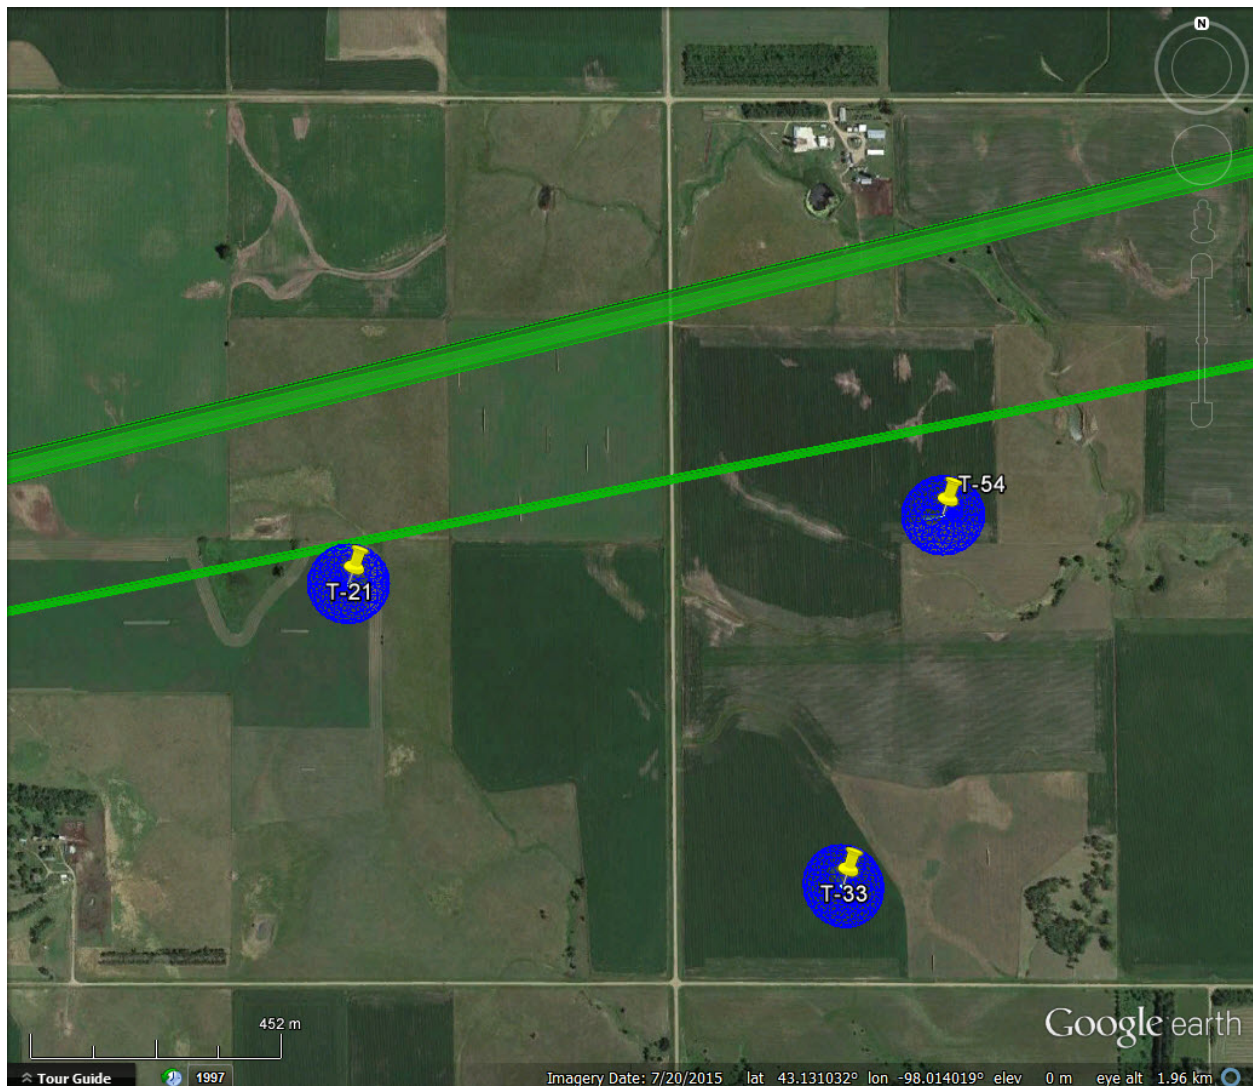 N
T-54
T-21
T-33
452 m
Google earth
Tour Guide
1997
Imagery Date: 7/20/2015 lat 43.131032° lon -98.014019° elev 0 m eye alt 1.96 km